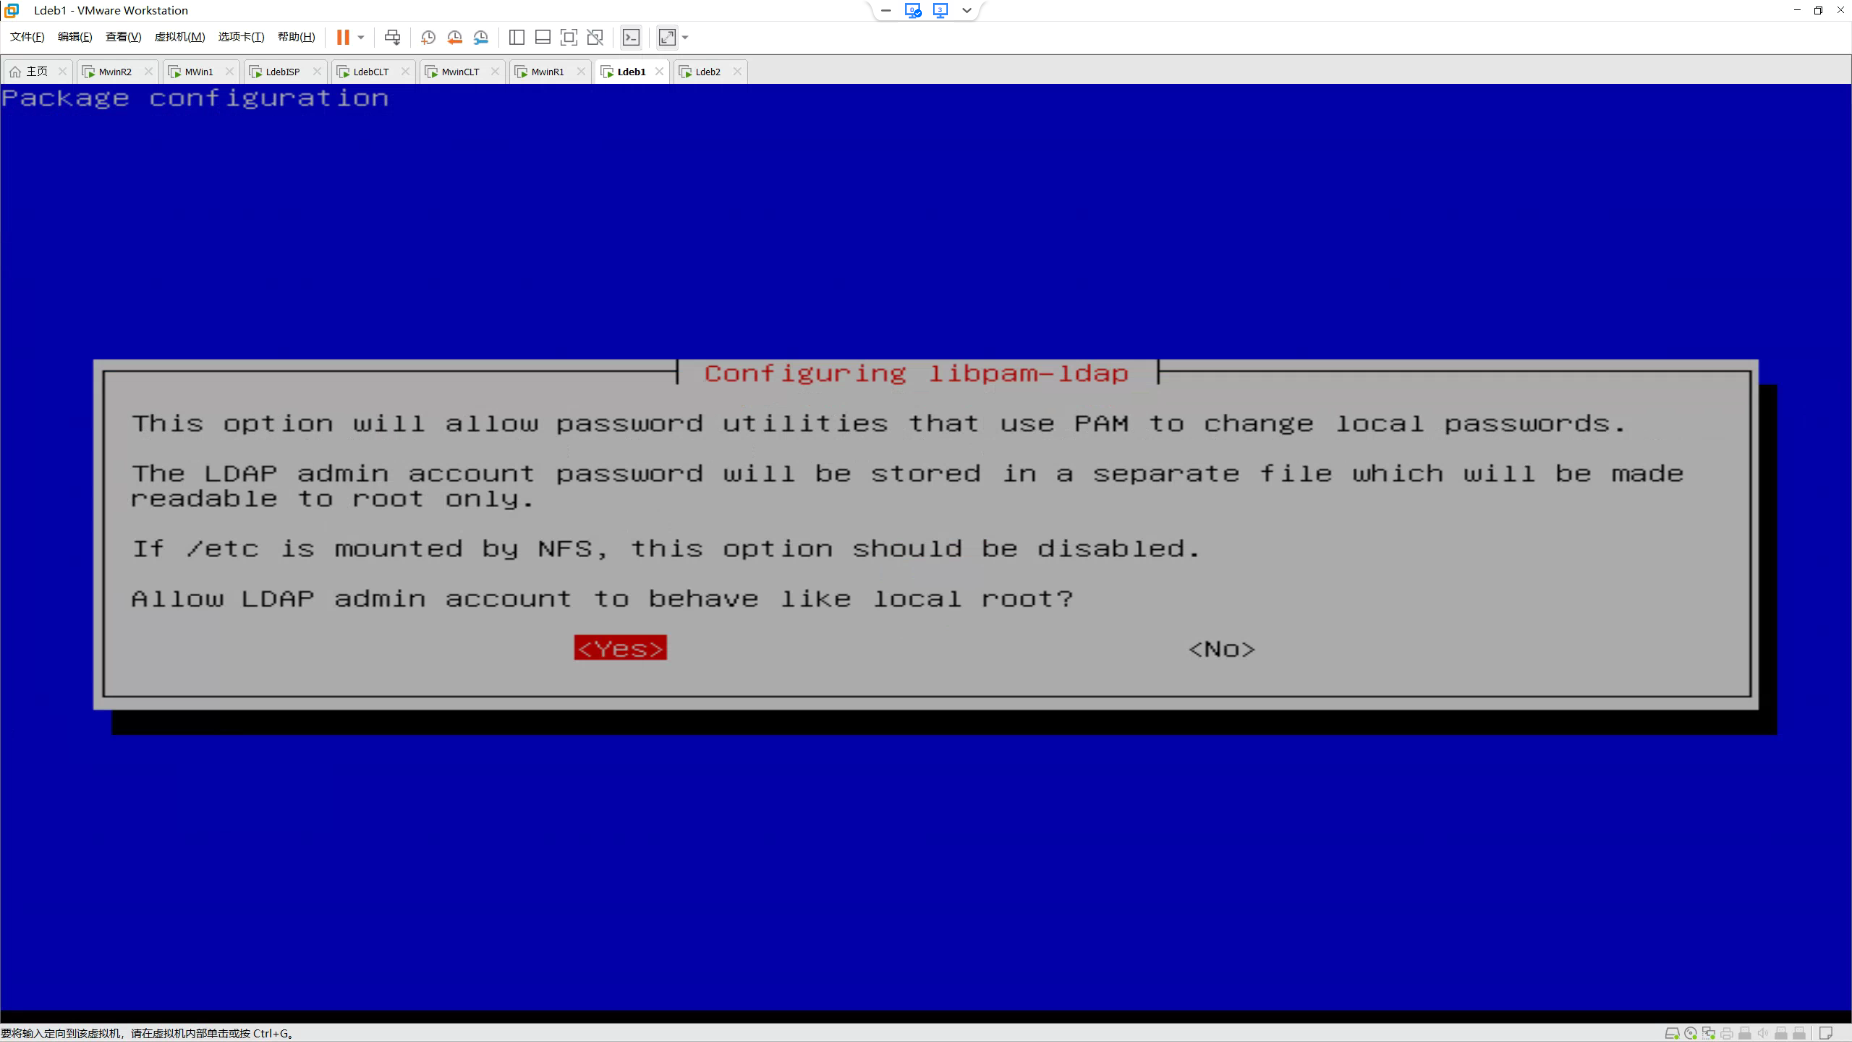 Ldeb1 - VMware Workstation
文件(F) 编辑(E) 查看(V) 虚拟机(M) 选项卡(T) 帮助(H)
主页 MwinR2 MWin1 LdebISP LdebCLT MwinCLT MwinR1 Ldeb1 Ldeb2
Package configuration
Configuring libpam-ldap
This option will allow password utilities that use PAM to change local passwords.
The LDAP admin account password will be stored in a separate file which will be made
readable to root only.
If /etc is mounted by NFS, this option should be disabled.
Allow LDAP admin account to behave like local root?
<Yes> <No>
要将输入定向到该虚拟机，请在虚拟机内部单击或按 Ctrl+G。